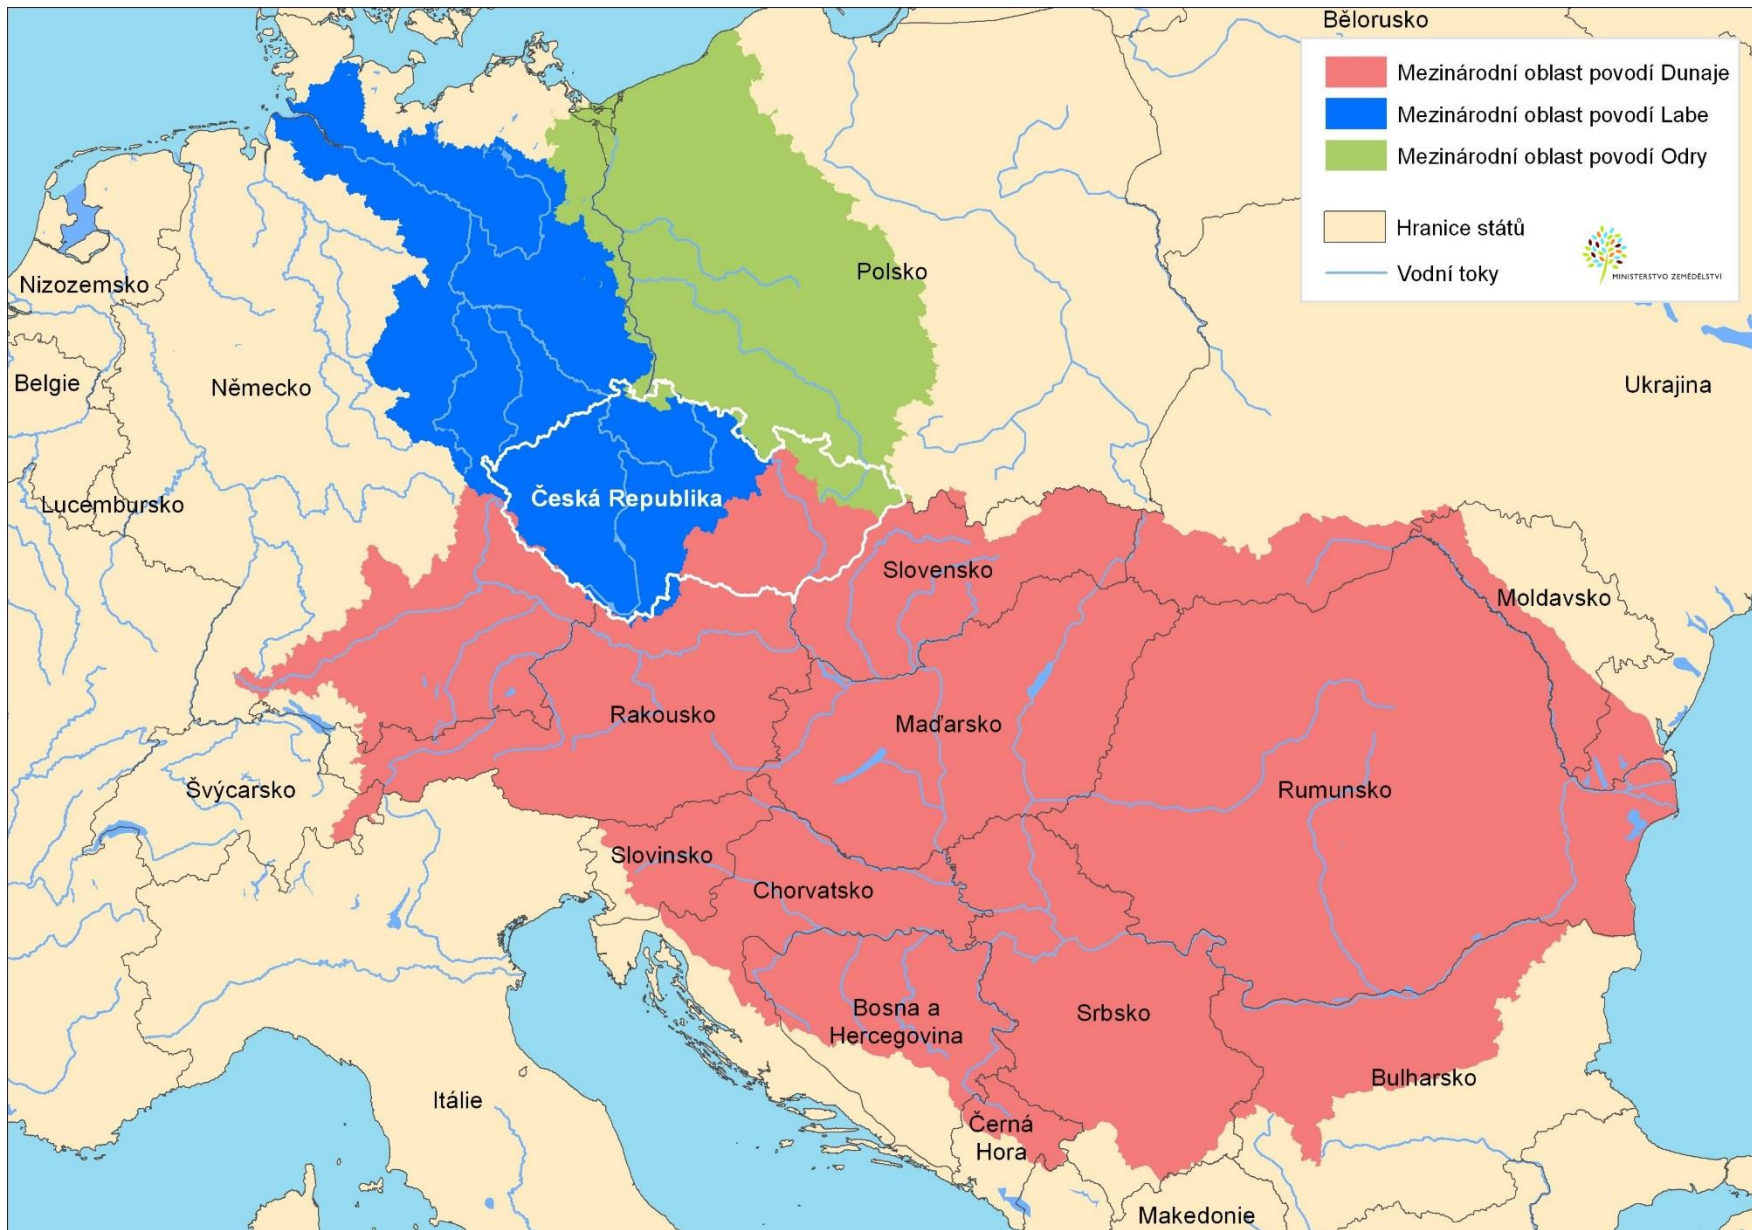 Bělorusko
Mezinárodní oblast povodí Dunaje
Mezinárodní oblast povodí Labe
Mezinárodní oblast povodí Odry
Hranice států
Vodní toky
MINISTERSTVO ZEMĚDĚLSTVÍ
Polsko
Nizozemsko
Belgie
Německo
Ukrajina
Lucembursko
Česká Republika
Slovensko
Moldavsko
Rakousko
Maďarsko
Švýcarsko
Rumunsko
Slovinsko
Chorvatsko
Bosna a
Hercegovina
Srbsko
Bulharsko
Itálie
Černá
Hora
Makedonie